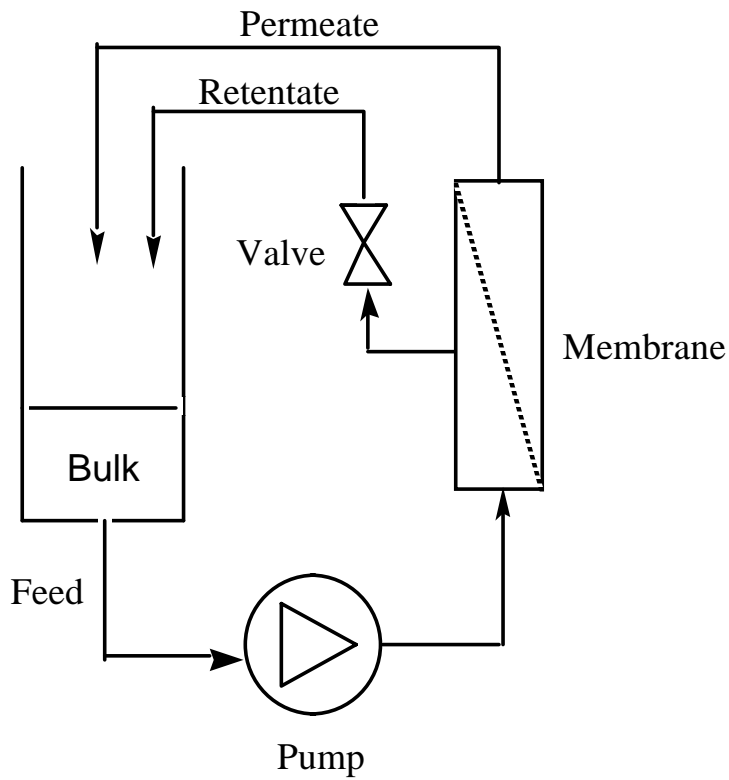 Permeate
Retentate
Valve
Membrane
Bulk
Feed
Pump